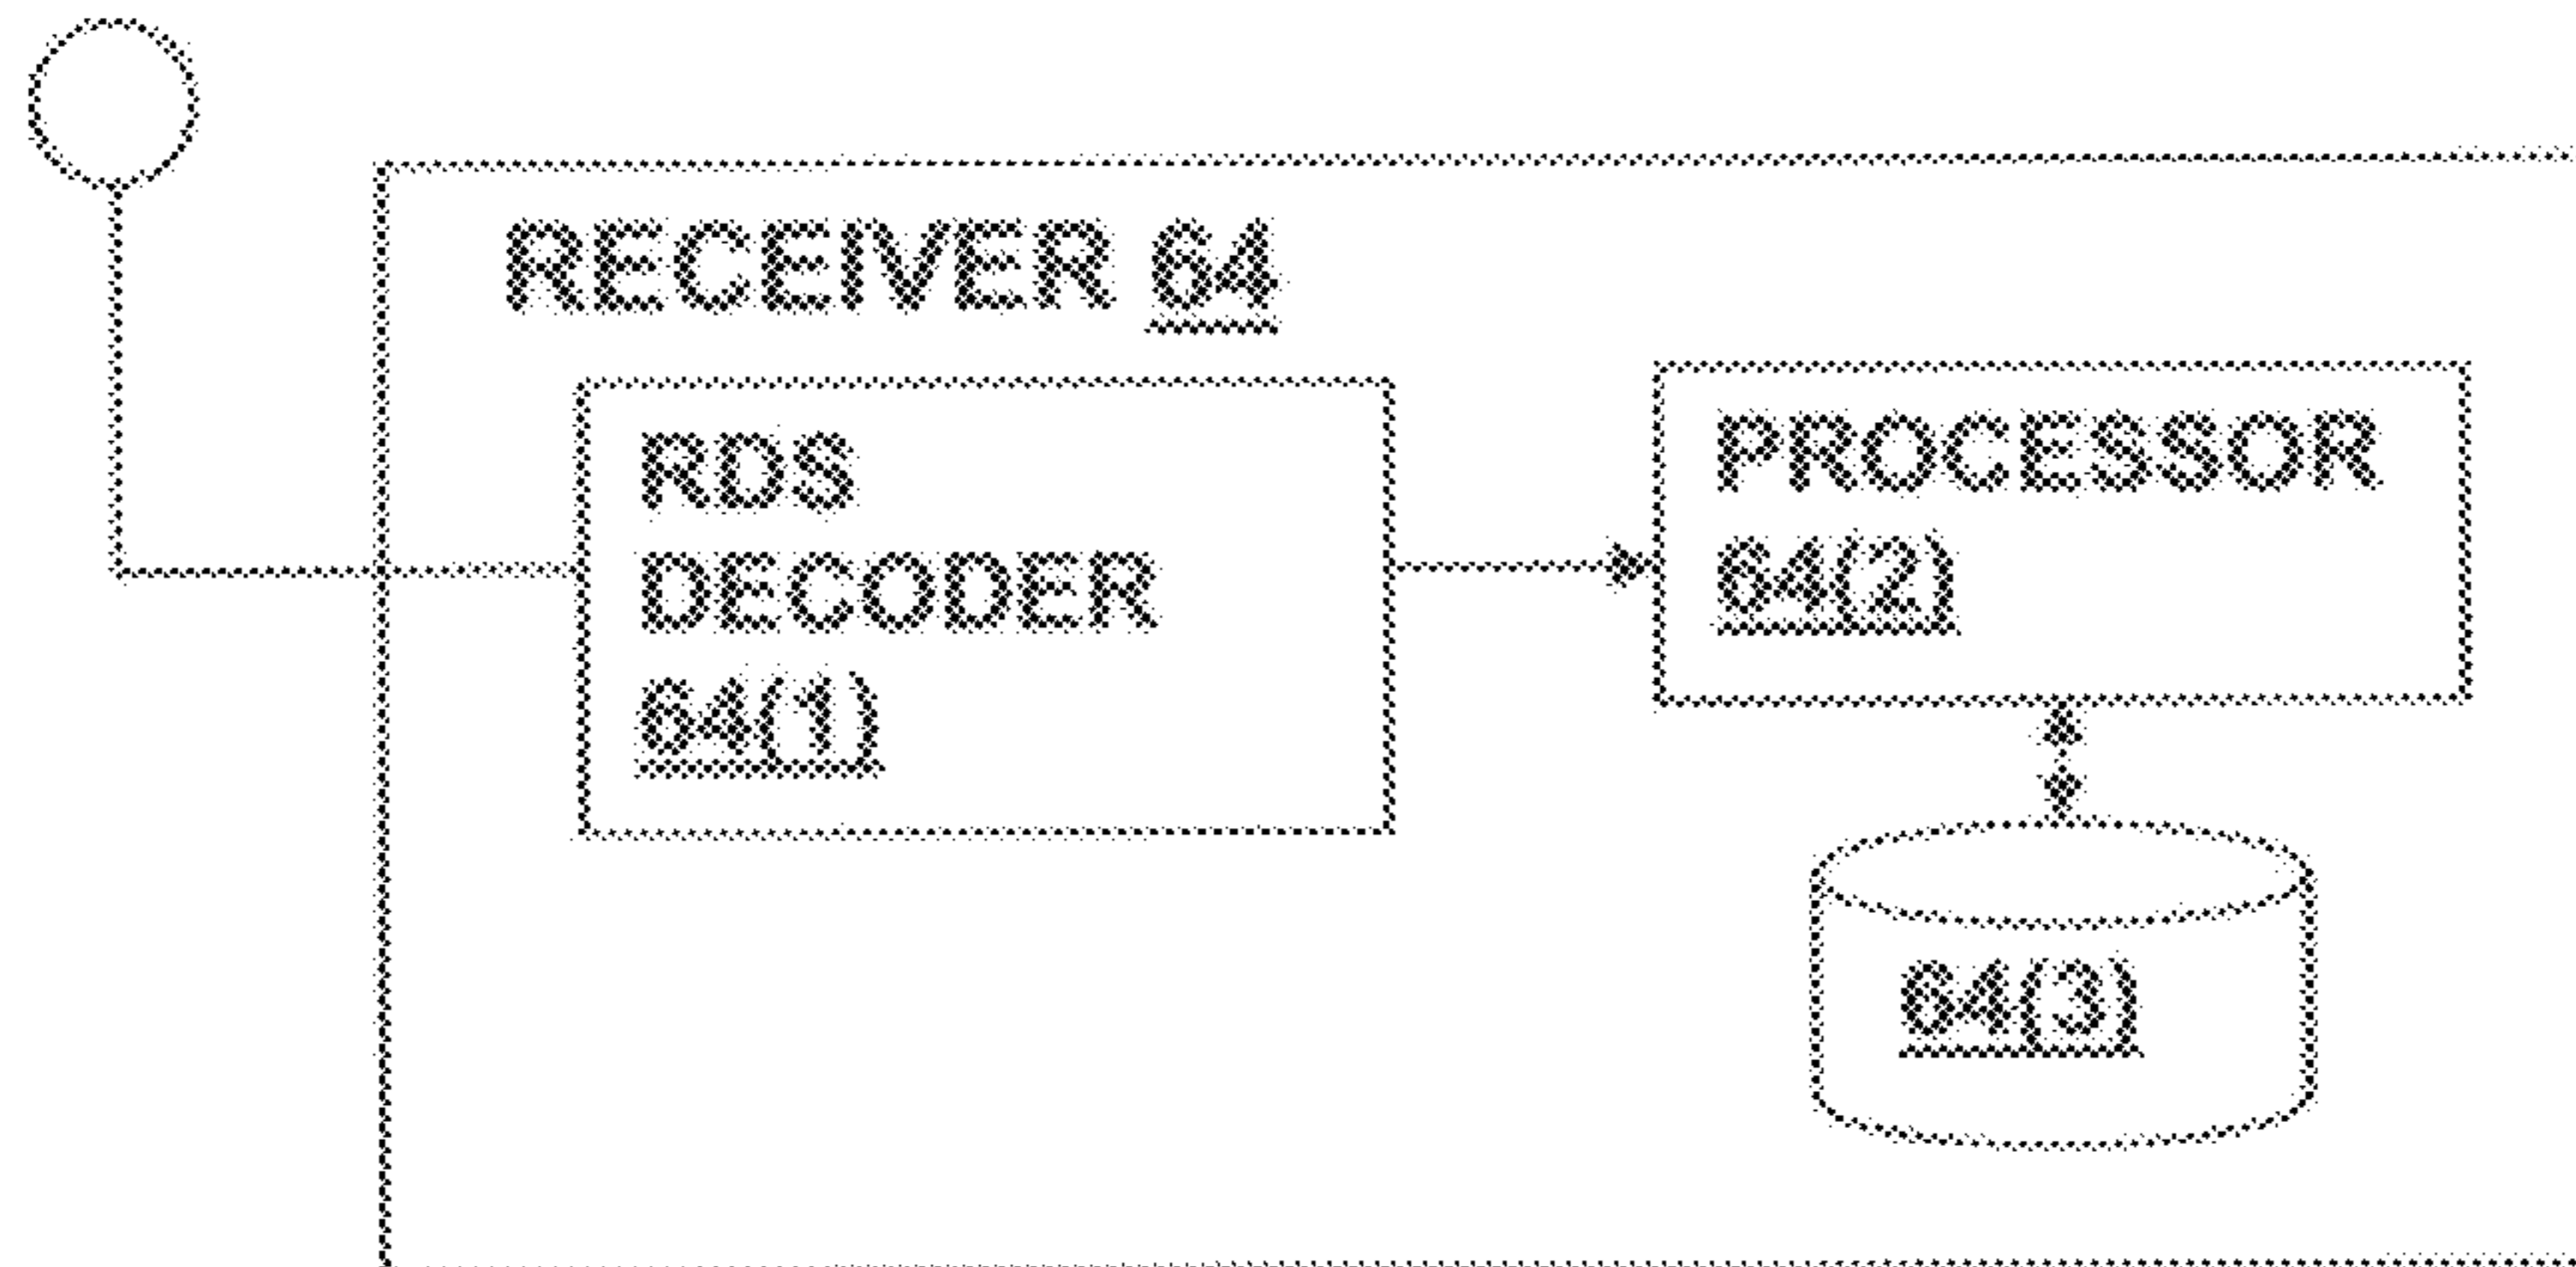 RECEIVER 64
RDS
DECODER
64(1)
PROCESSOR
64(2)
64(3)